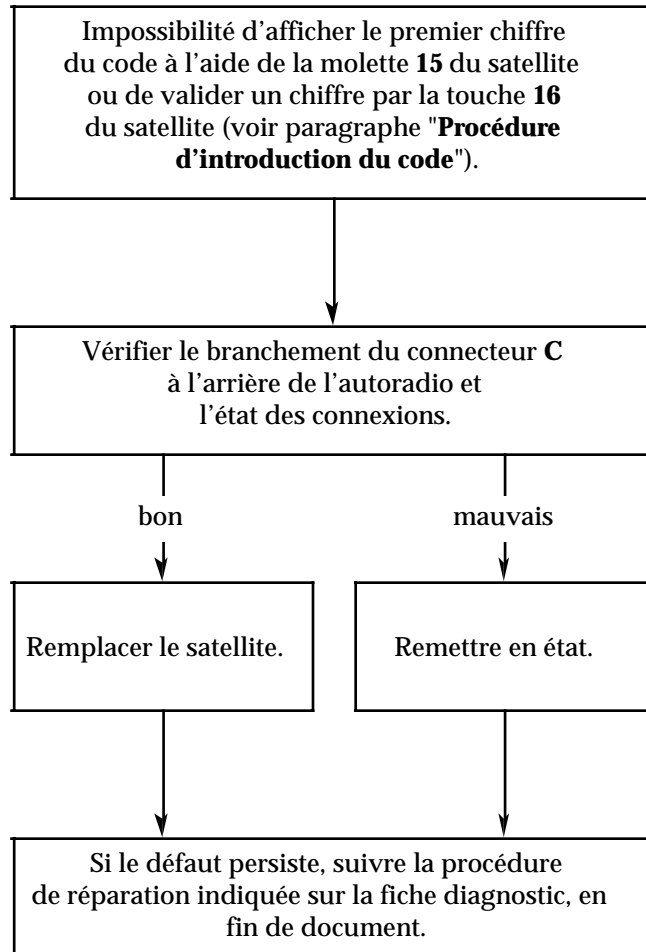 Impossibilité d’afficher le premier chiffre
du code à l’aide de la molette 15 du satellite
ou de valider un chiffre par la touche 16
du satellite (voir paragraphe "Procédure
d’introduction du code").
Vérifier le branchement du connecteur C
à l’arrière de l’autoradio et
l’état des connexions.
bon
mauvais
Remplacer le satellite.
Remettre en état.
Si le défaut persiste, suivre la procédure
de réparation indiquée sur la fiche diagnostic, en
fin de document.